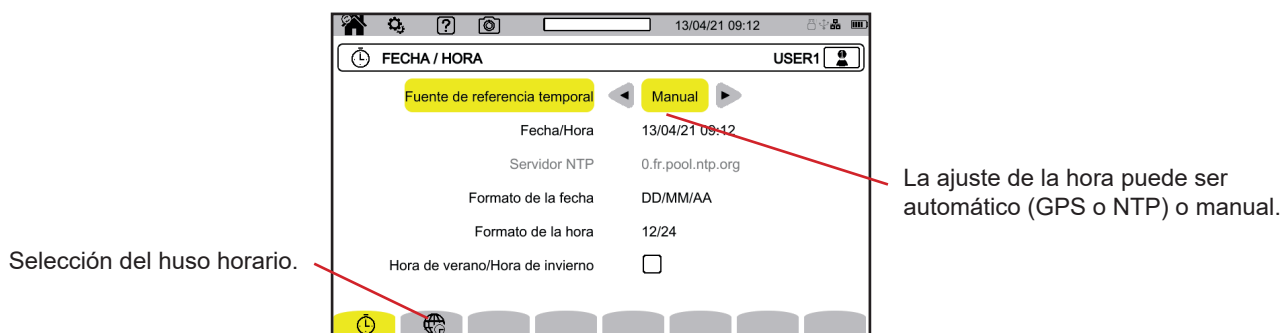 13/04/21 09:12
FECHA / HORA USER1
Fuente de referencia temporal Manual
Fecha/Hora 13/04/21 09:12
Servidor NTP 0.fr.pool.ntp.org
Formato de la fecha DD/MM/AA
Formato de la hora 12/24
Hora de verano/Hora de invierno
La ajuste de la hora puede ser
automático (GPS o NTP) o manual.
Selección del huso horario.